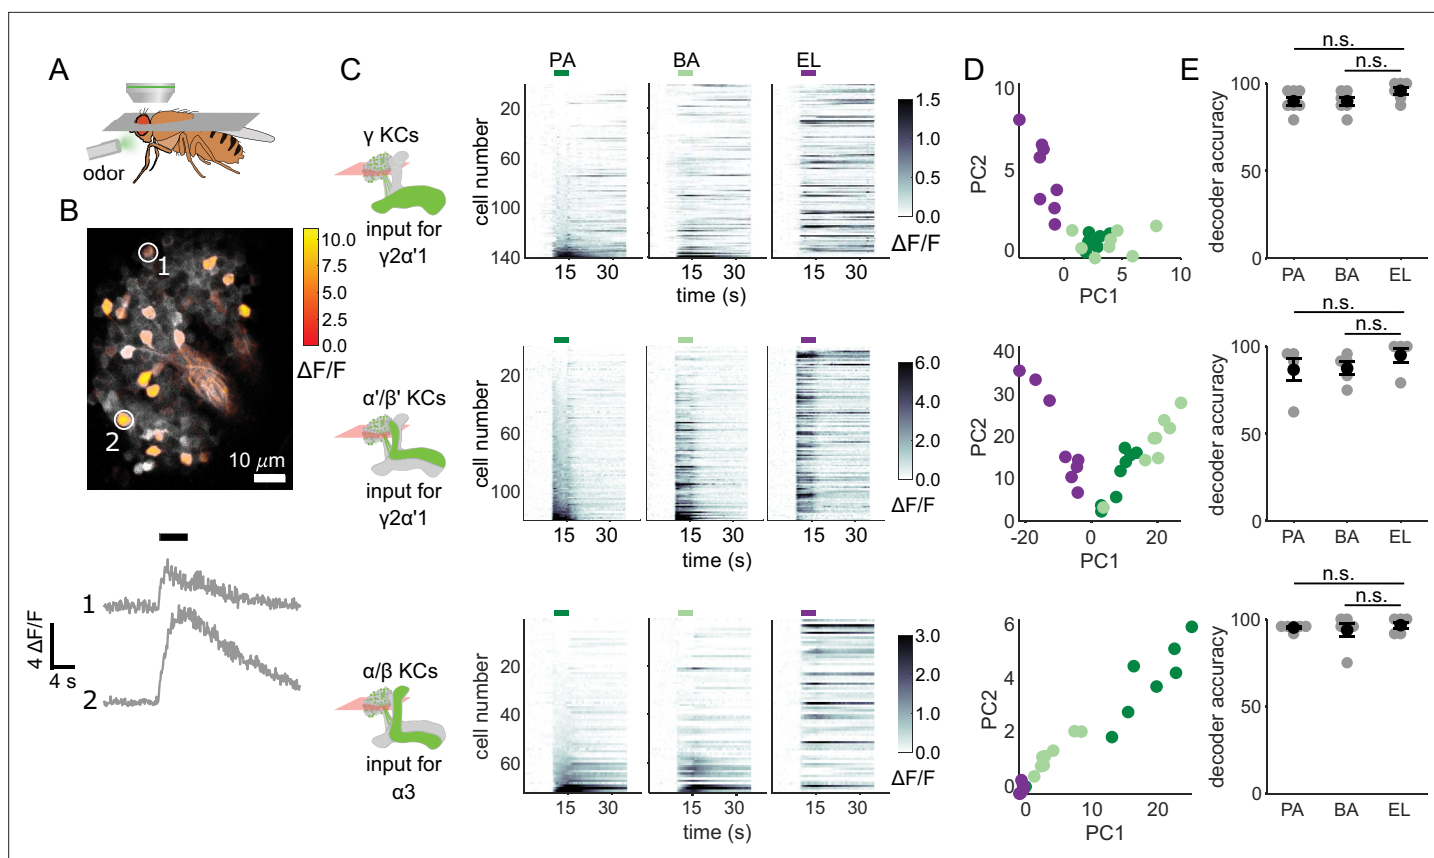 A
odor
B
1
2
10 μm
10.0
7.5
5.0
2.5
0.0
ΔF/F
1
2
4 ΔF/F
4 s
C
PA
BA
EL
γ KCs
input for
γ2α'1
cell number
20
60
100
140
15 30
15 30
15 30
time (s)
1.5
1.0
0.5
0.0
ΔF/F
α'/β' KCs
input for
γ2α'1
cell number
20
60
100
15 30
15 30
15 30
time (s)
6.0
4.0
2.0
0.0
ΔF/F
α/β KCs
input for
α3
cell number
20
40
60
15 30
15 30
15 30
time (s)
3.0
2.0
1.0
0.0
ΔF/F
D
PC2
10
5
0
0 5 10
PC1
PC2
40
30
20
10
0
-20 0 20
PC1
PC2
6
4
2
0
0 10 20
PC1
E
n.s.
n.s.
decoder accuracy
100
50
0
PA BA EL
n.s.
n.s.
decoder accuracy
100
50
0
PA BA EL
n.s.
n.s.
decoder accuracy
100
50
0
PA BA EL